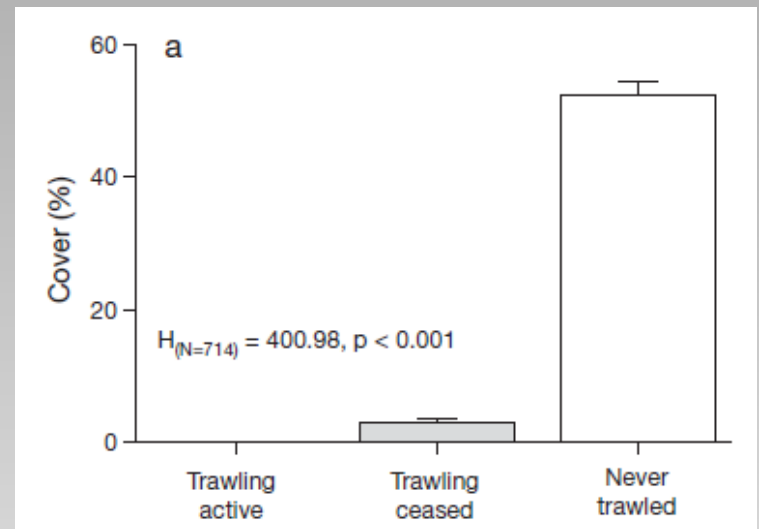 a
60
40
20
0
Cover (%)
H(N=714) = 400.98, p < 0.001
Trawling
active
Trawling
ceased
Never
trawled